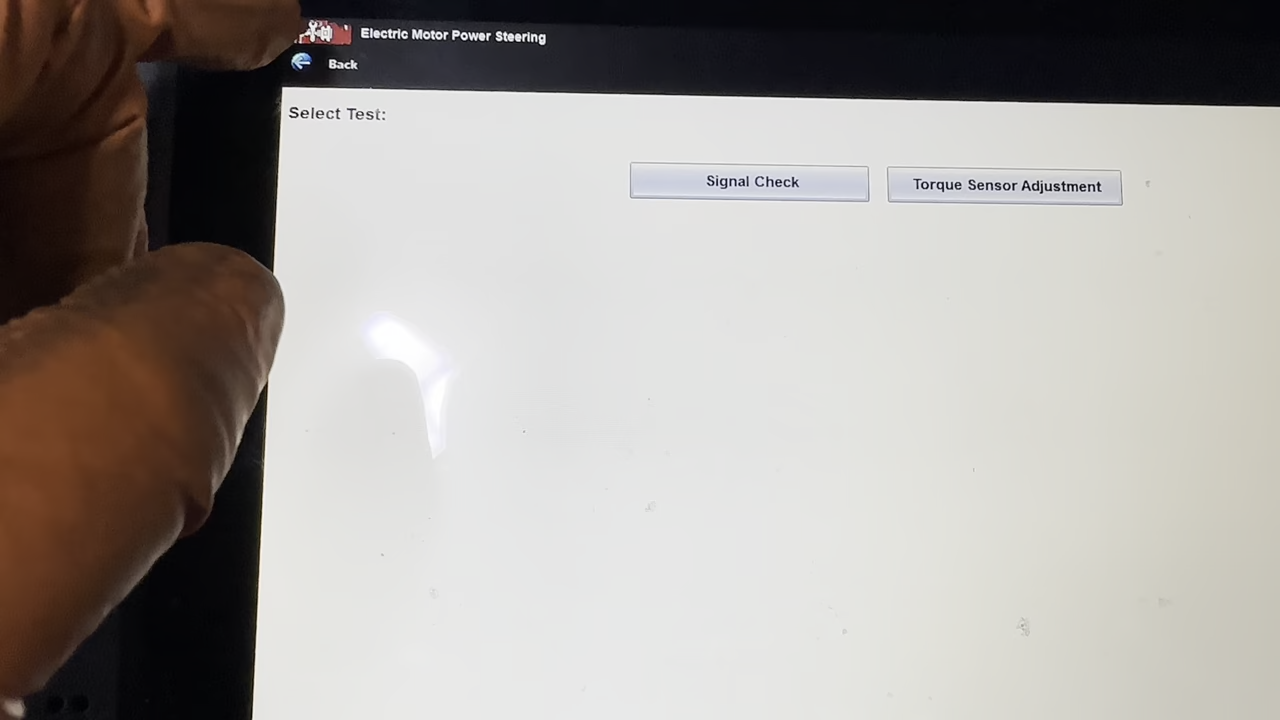 Electric Motor Power Steering
Back
Select Test:
Signal Check
Torque Sensor Adjustment